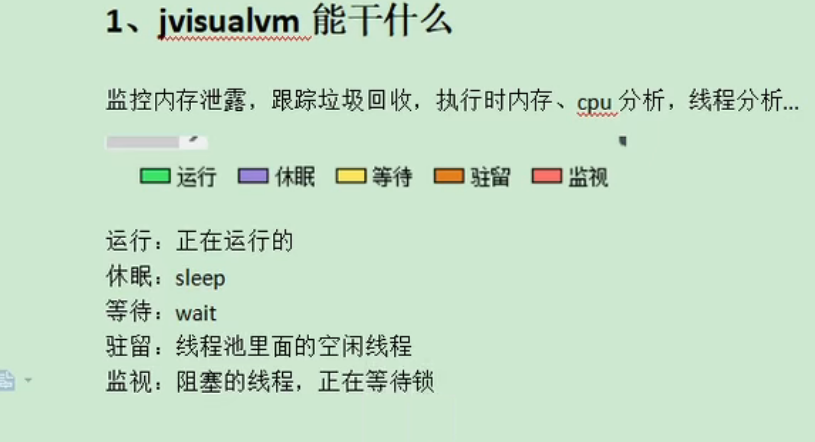 1、jvisualvm 能干什么
监控内存泄露，跟踪垃圾回收，执行时内存、cpu 分析，线程分析...
运行 休眠 等待 驻留 监视
运行：正在运行的
休眠：sleep
等待：wait
驻留：线程池里面的空闲线程
监视：阻塞的线程，正在等待锁